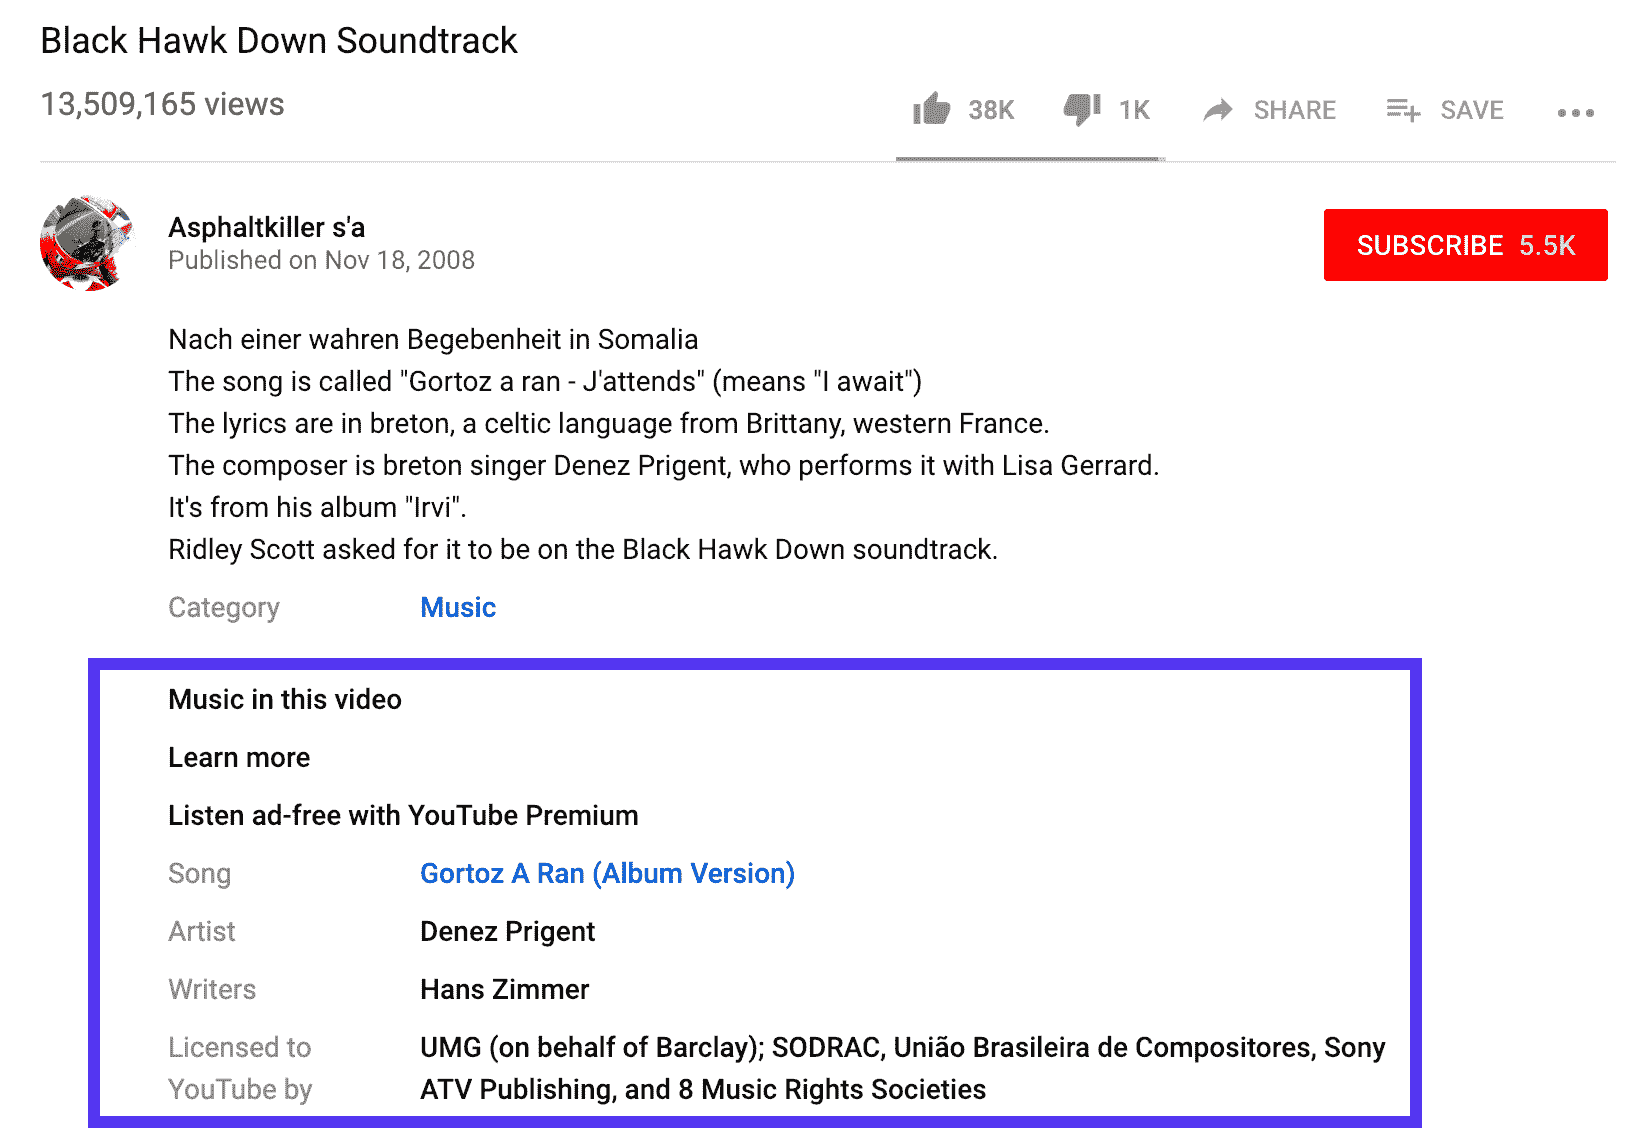 Black Hawk Down Soundtrack
13,509,165 views
38K 1K SHARE SAVE
Asphaltkiller s'a
Published on Nov 18, 2008
SUBSCRIBE 5.5K
Nach einer wahren Begebenheit in Somalia
The song is called "Gortoz a ran - J'attends" (means "I await")
The lyrics are in breton, a celtic language from Brittany, western France.
The composer is breton singer Denez Prigent, who performs it with Lisa Gerrard.
It's from his album "Irvi".
Ridley Scott asked for it to be on the Black Hawk Down soundtrack.
Category Music
Music in this video
Learn more
Listen ad-free with YouTube Premium
Song Gortoz A Ran (Album Version)
Artist Denez Prigent
Writers Hans Zimmer
Licensed to UMG (on behalf of Barclay); SODRAC, União Brasileira de Compositores, Sony
YouTube by ATV Publishing, and 8 Music Rights Societies